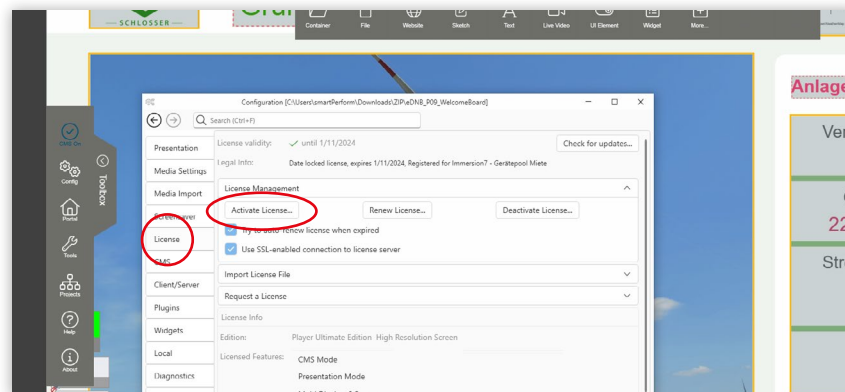 SCHLOSSER
Container
File
Website
Sketch
Text
Live Video
UI Element
Widget
More...
Anlage
Configuration [C:\Users\smartPerform\Downloads\ZIP\eDNB_P09_WelcomeBoard]
Search (Ctrl+F)
CMS On
Config
Portal
Tools
Projects
Help
About
Toolbox
Presentation
Media Settings
Media Import
Screensaver
License
CMS
Client/Server
Plugins
Widgets
Local
Diagnostics
License validity:
until 1/11/2024
Check for updates...
Legal Info:
Date locked license, expires 1/11/2024, Registered for Immersion7 - Gerätepool Miete
License Management
Activate License...
Renew License...
Deactivate License...
Try to auto-renew license when expired
Use SSL-enabled connection to license server
Import License File
Request a License
License Info
Edition:
Player Ultimate Edition High Resolution Screen
Licensed Features:
CMS Mode
Presentation Mode
Ver
22
Str